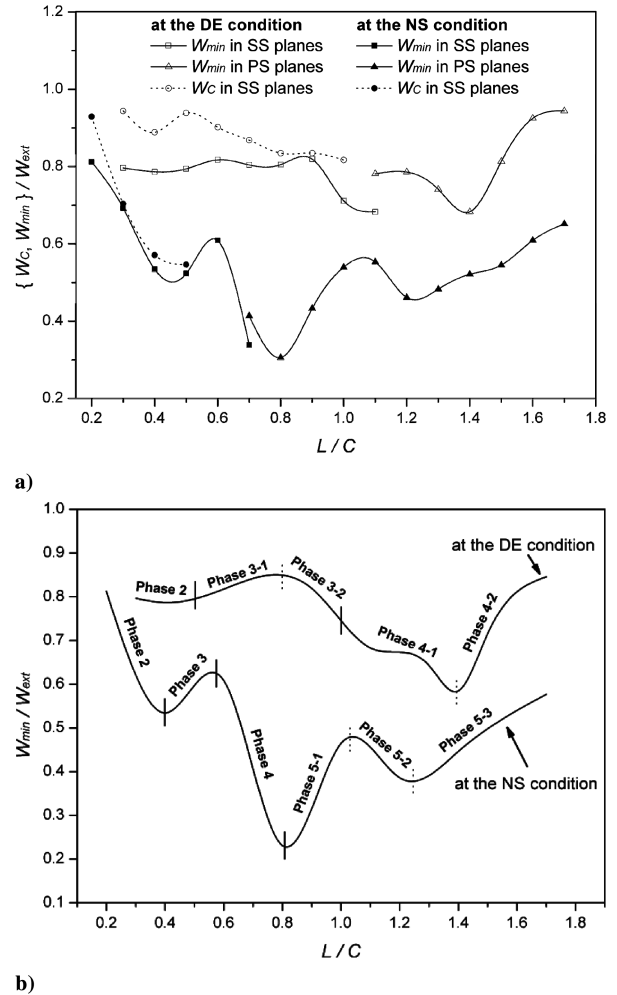 at the DE condition at the NS condition
Wmin in SS planes Wmin in SS planes
Wmin in PS planes Wmin in PS planes
WC in SS planes WC in SS planes
{ WC, Wmin } / Wext
1.2
1.0
0.8
0.6
0.4
0.2
0.2 0.4 0.6 0.8 1.0 1.2 1.4 1.6 1.8
L / C
a)
Wmin / Wext
1.0
0.9
0.8
0.7
0.6
0.5
0.4
0.3
0.2
0.1
at the DE condition
Phase 2
Phase 3-1
Phase 3-2
Phase 4-1
Phase 4-2
Phase 2
Phase 3
Phase 4
Phase 5-1
Phase 5-2
Phase 5-3
at the NS condition
0.2 0.4 0.6 0.8 1.0 1.2 1.4 1.6 1.8
L / C
b)